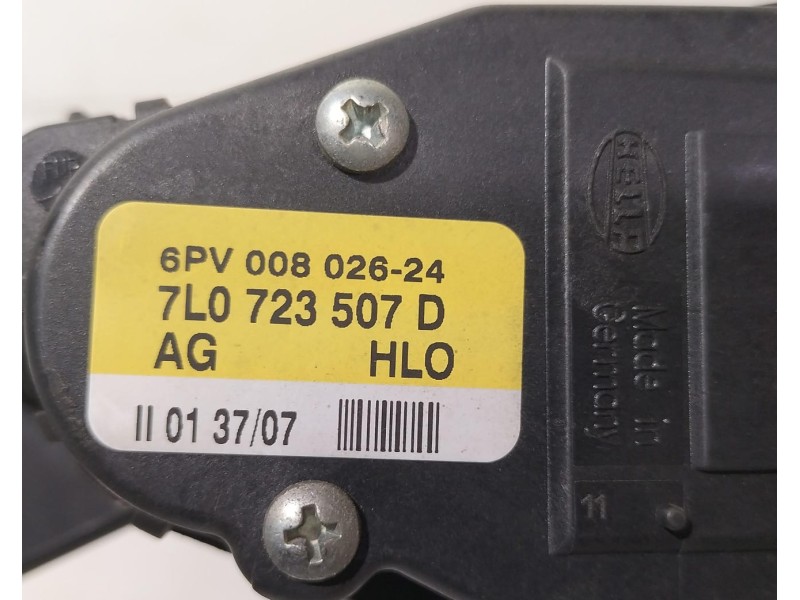 6PV 008 026-24
7L0 723 507 D
AG HLO
II 01 37/07
HELLA
Made in
Germany
11